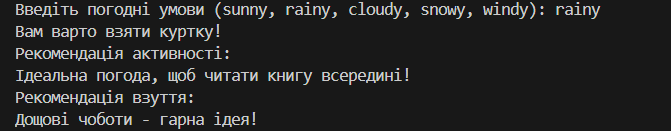 Введіть погодні умови (sunny, rainy, cloudy, snowy, windy): rainy
Вам варто взяти куртку!
Рекомендація активності:
Ідеальна погода, щоб читати книгу всередині!
Рекомендація взуття:
Дощові чоботи - гарна ідея!